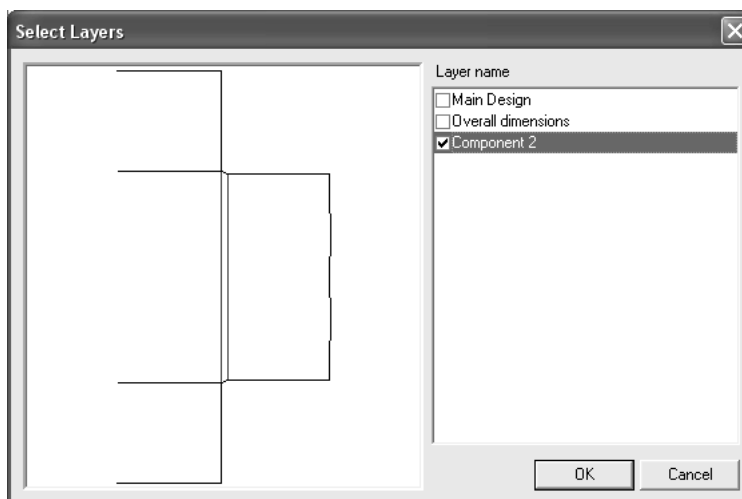 Select Layers
Layer name
Main Design
Overall dimensions
Component 2
OK
Cancel